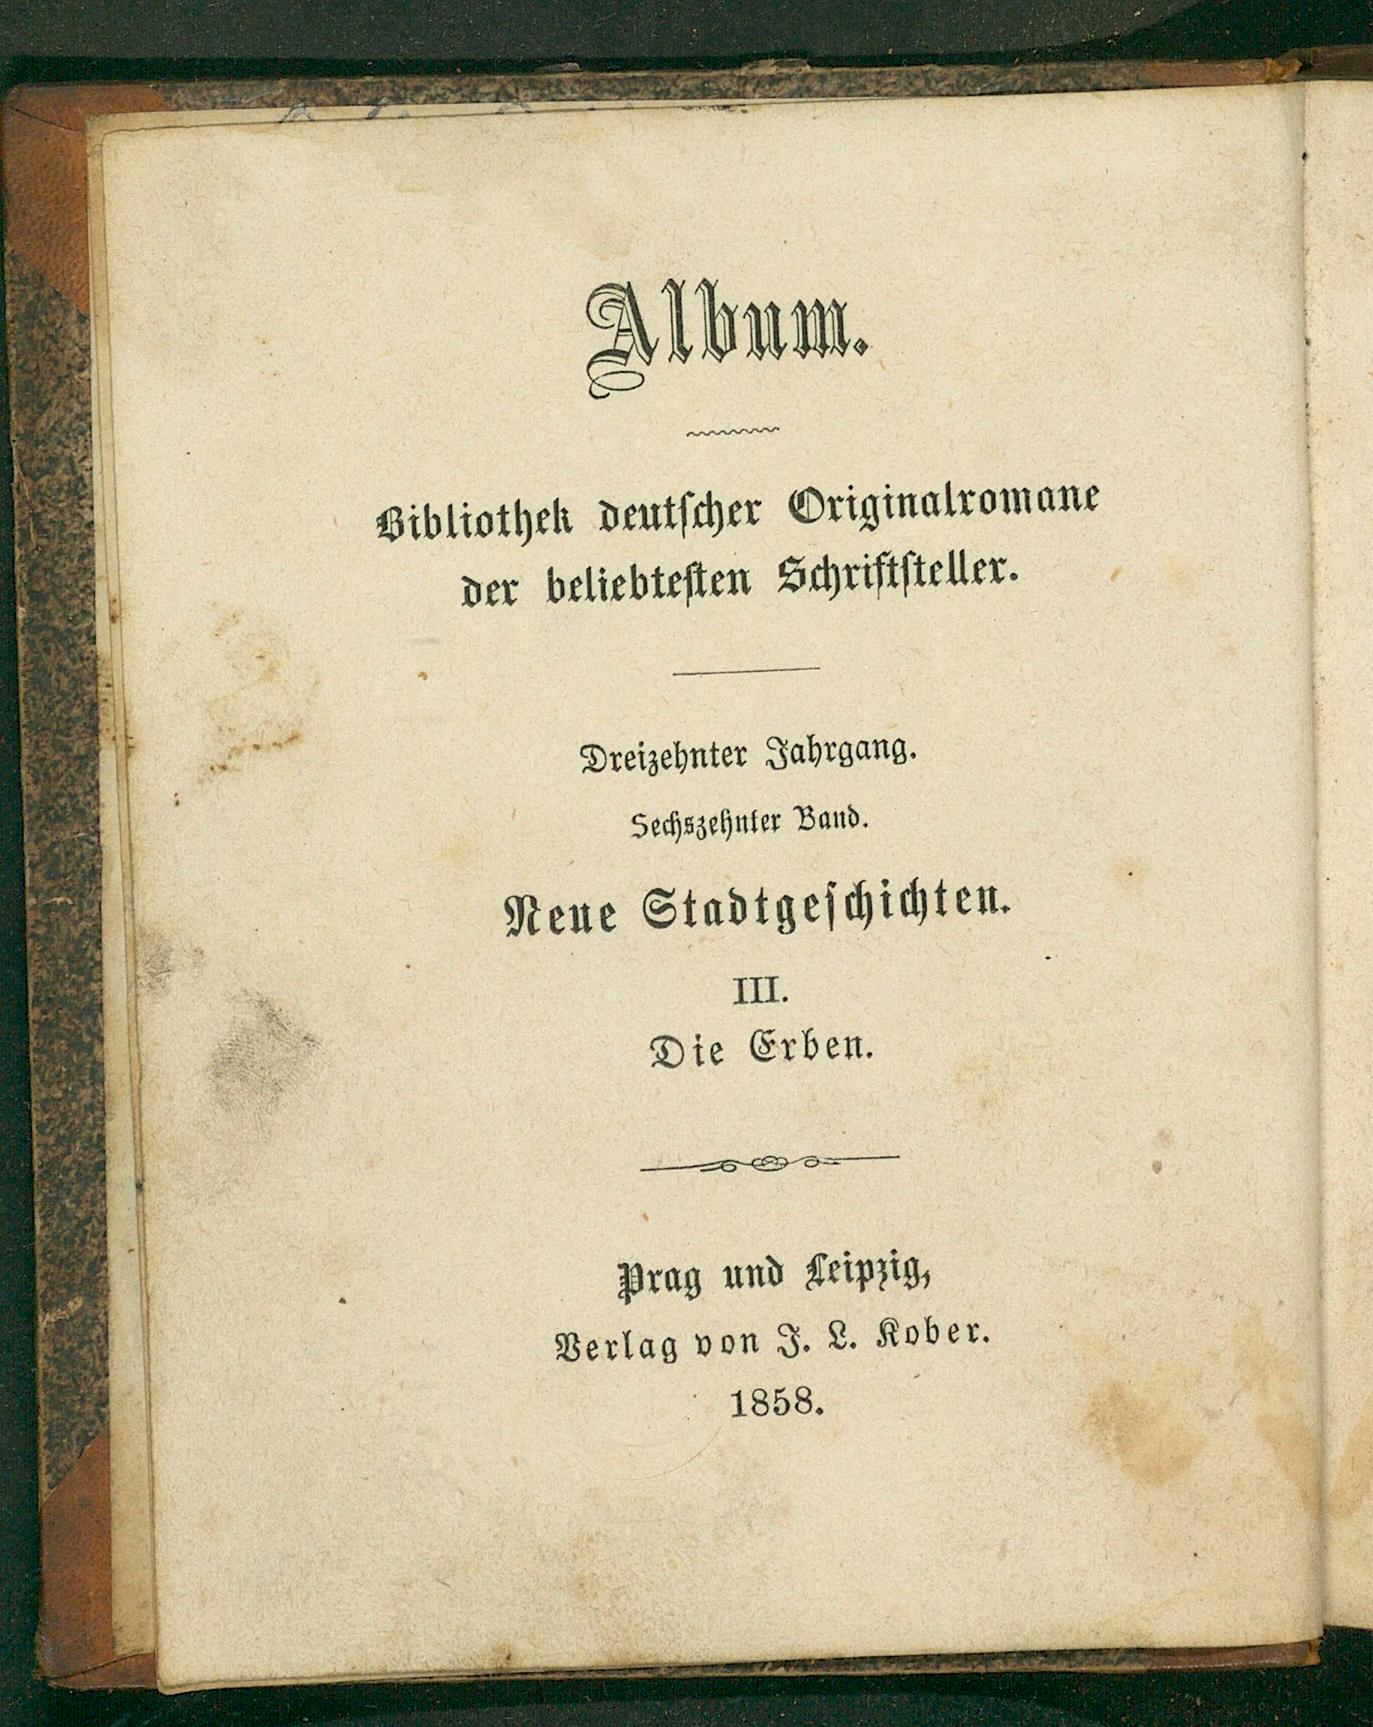 Album.
Bibliothek deutſcher Originalromane
der beliebteſten Schriftſteller.
Dreizehnter Jahrgang.
Sechszehnter Band.
Neue Stadtgeſchichten.
III.
Die Erben.
Prag und Leipzig,
Verlag von J. L. Kober.
1858.